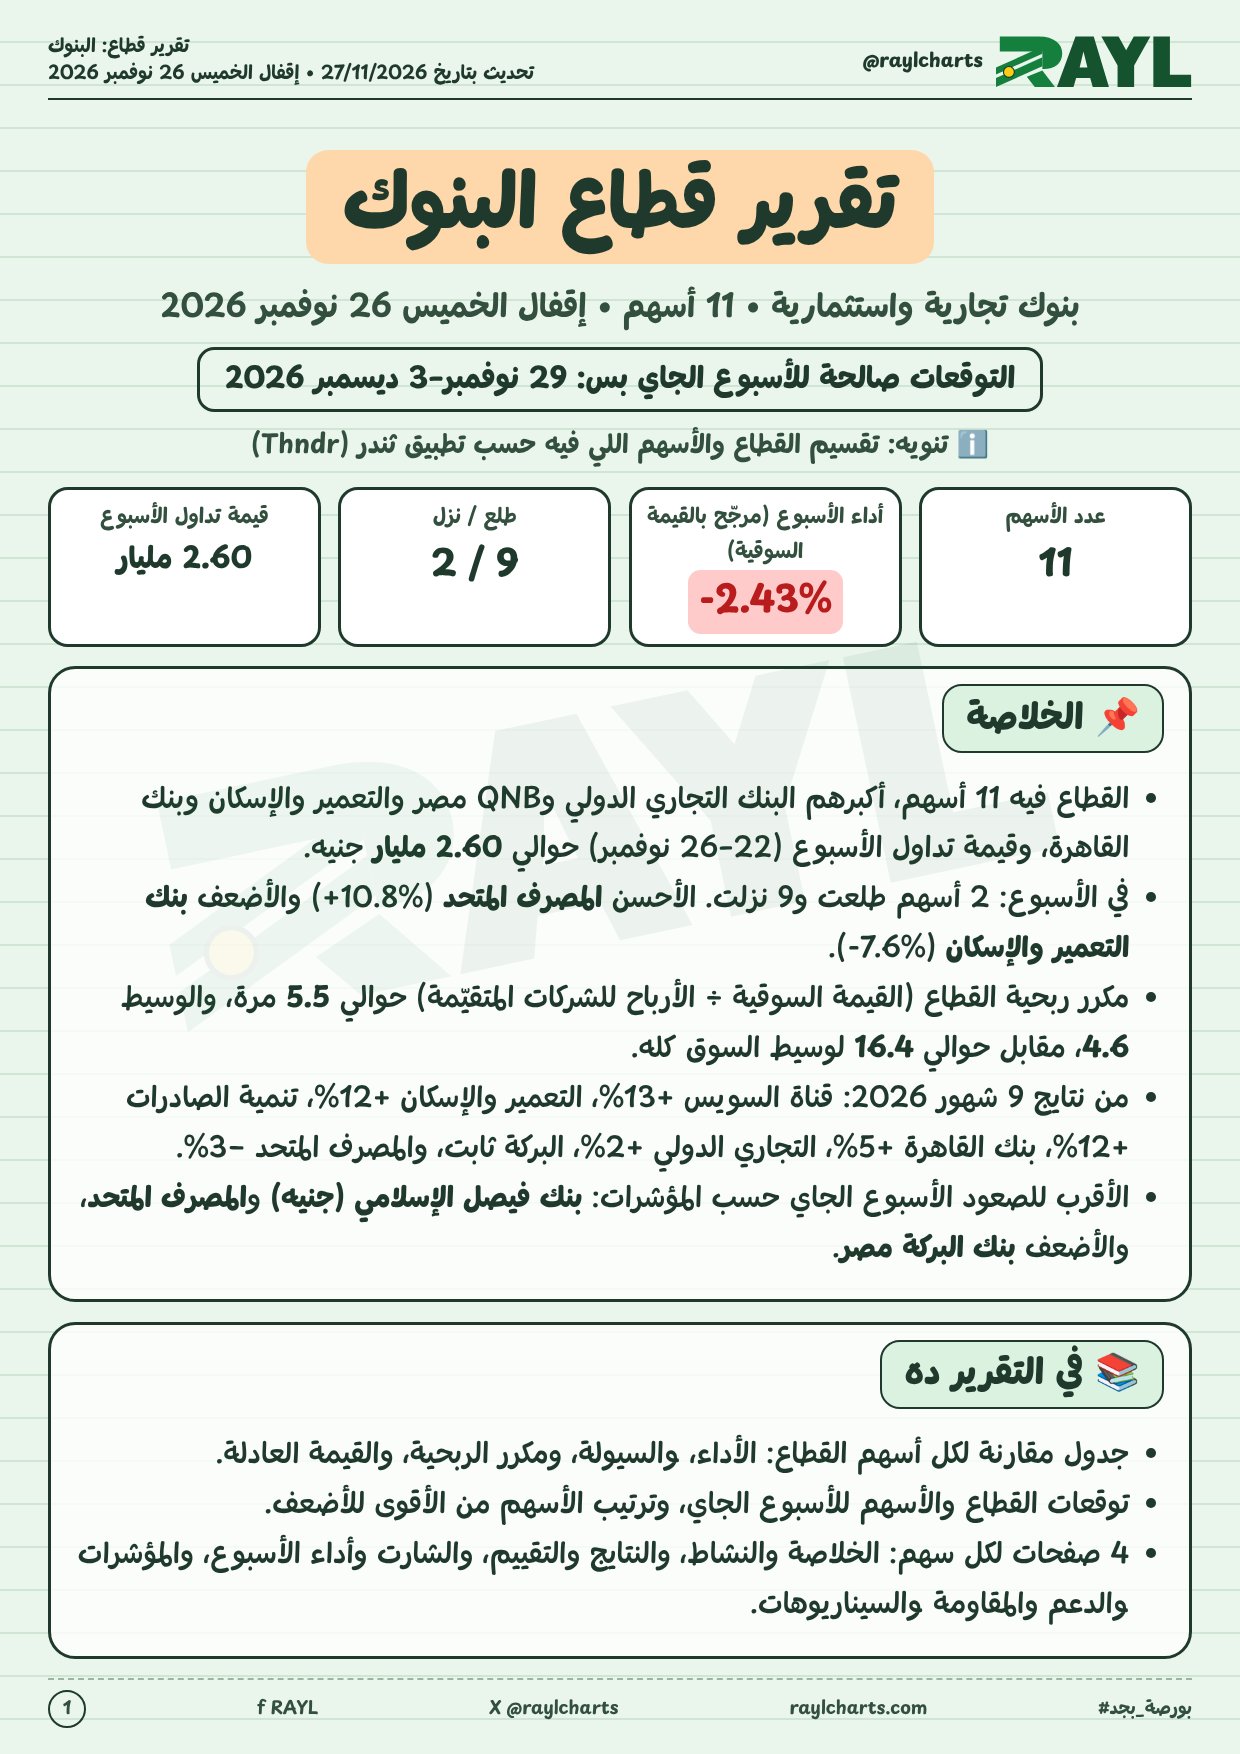 RAYL @raylcharts
تقرير قطاع: البنوك
تحديث بتاريخ 27/11/2026 • إقفال الخميس 26 نوفمبر 2026
تقرير قطاع البنوك
بنوك تجارية واستثمارية • 11 أسهم • إقفال الخميس 26 نوفمبر 2026
التوقعات صالحة للأسبوع الجاي بس: 29 نوفمبر–3 ديسمبر 2026
ℹ️ تنويه: تقسيم القطاع والأسهم اللي فيه حسب تطبيق ثندر (Thndr)
عدد الأسهم
11
أداء الأسبوع (مرجّح بالقيمة
السوقية)
-2.43%
طلع / نزل
2 / 9
قيمة تداول الأسبوع
2.60 مليار
📌 الخلاصة
• القطاع فيه 11 أسهم، أكبرهم البنك التجاري الدولي وQNB مصر والتعمير والإسكان وبنك
القاهرة، وقيمة تداول الأسبوع (22–26 نوفمبر) حوالي 2.60 مليار جنيه.
• في الأسبوع: 2 أسهم طلعت و9 نزلت. الأحسن المصرف المتحد (+10.8%) والأضعف بنك
التعمير والإسكان (-7.6%).
• مكرر ربحية القطاع (القيمة السوقية ÷ الأرباح للشركات المتقيّمة) حوالي 5.5 مرة، والوسيط
4.6، مقابل حوالي 16.4 لوسيط السوق كله.
• من نتايج 9 شهور 2026: قناة السويس +13%، التعمير والإسكان +12%، تنمية الصادرات
+12%، بنك القاهرة +5%، التجاري الدولي +2%، البركة ثابت، والمصرف المتحد –3%.
• الأقرب للصعود الأسبوع الجاي حسب المؤشرات: بنك فيصل الإسلامي (جنيه) والمصرف المتحد،
والأضعف بنك البركة مصر.
📚 في التقرير دة
• جدول مقارنة لكل أسهم القطاع: الأداء، والسيولة، ومكرر الربحية، والقيمة العادلة.
• توقعات القطاع والأسهم للأسبوع الجاي، وترتيب الأسهم من الأقوى للأضعف.
• 4 صفحات لكل سهم: الخلاصة والنشاط، والنتايج والتقييم، والشارت وأداء الأسبوع، والمؤشرات
والدعم والمقاومة والسيناريوهات.
#بورصة_بجد
raylcharts.com
X @raylcharts
f RAYL
1